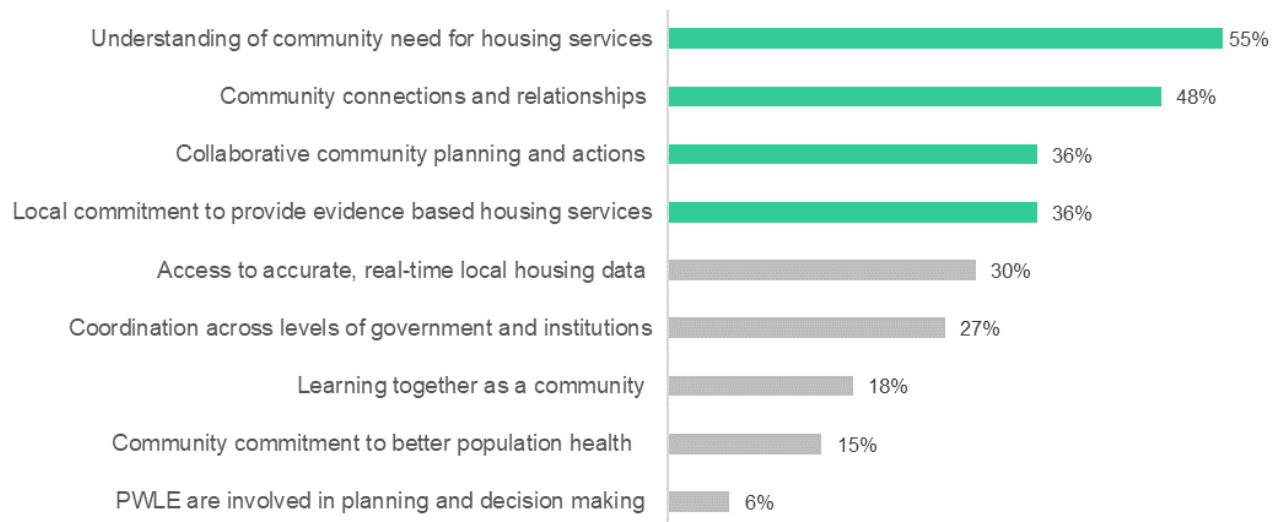 Understanding of community need for housing services 55%
Community connections and relationships 48%
Collaborative community planning and actions 36%
Local commitment to provide evidence based housing services 36%
Access to accurate, real-time local housing data 30%
Coordination across levels of government and institutions 27%
Learning together as a community 18%
Community commitment to better population health 15%
PWLE are involved in planning and decision making 6%